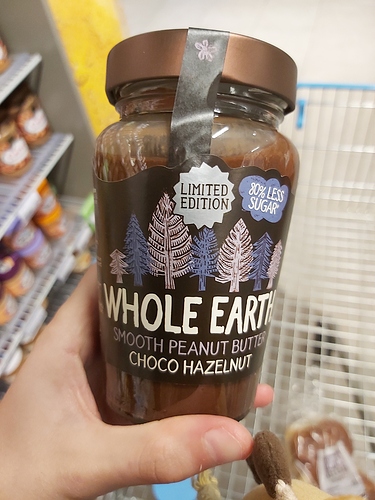 LIMITED
EDITION
80% LESS
SUGAR*
WHOLE EARTH
SMOOTH PEANUT BUTTER
CHOCO HAZELNUT